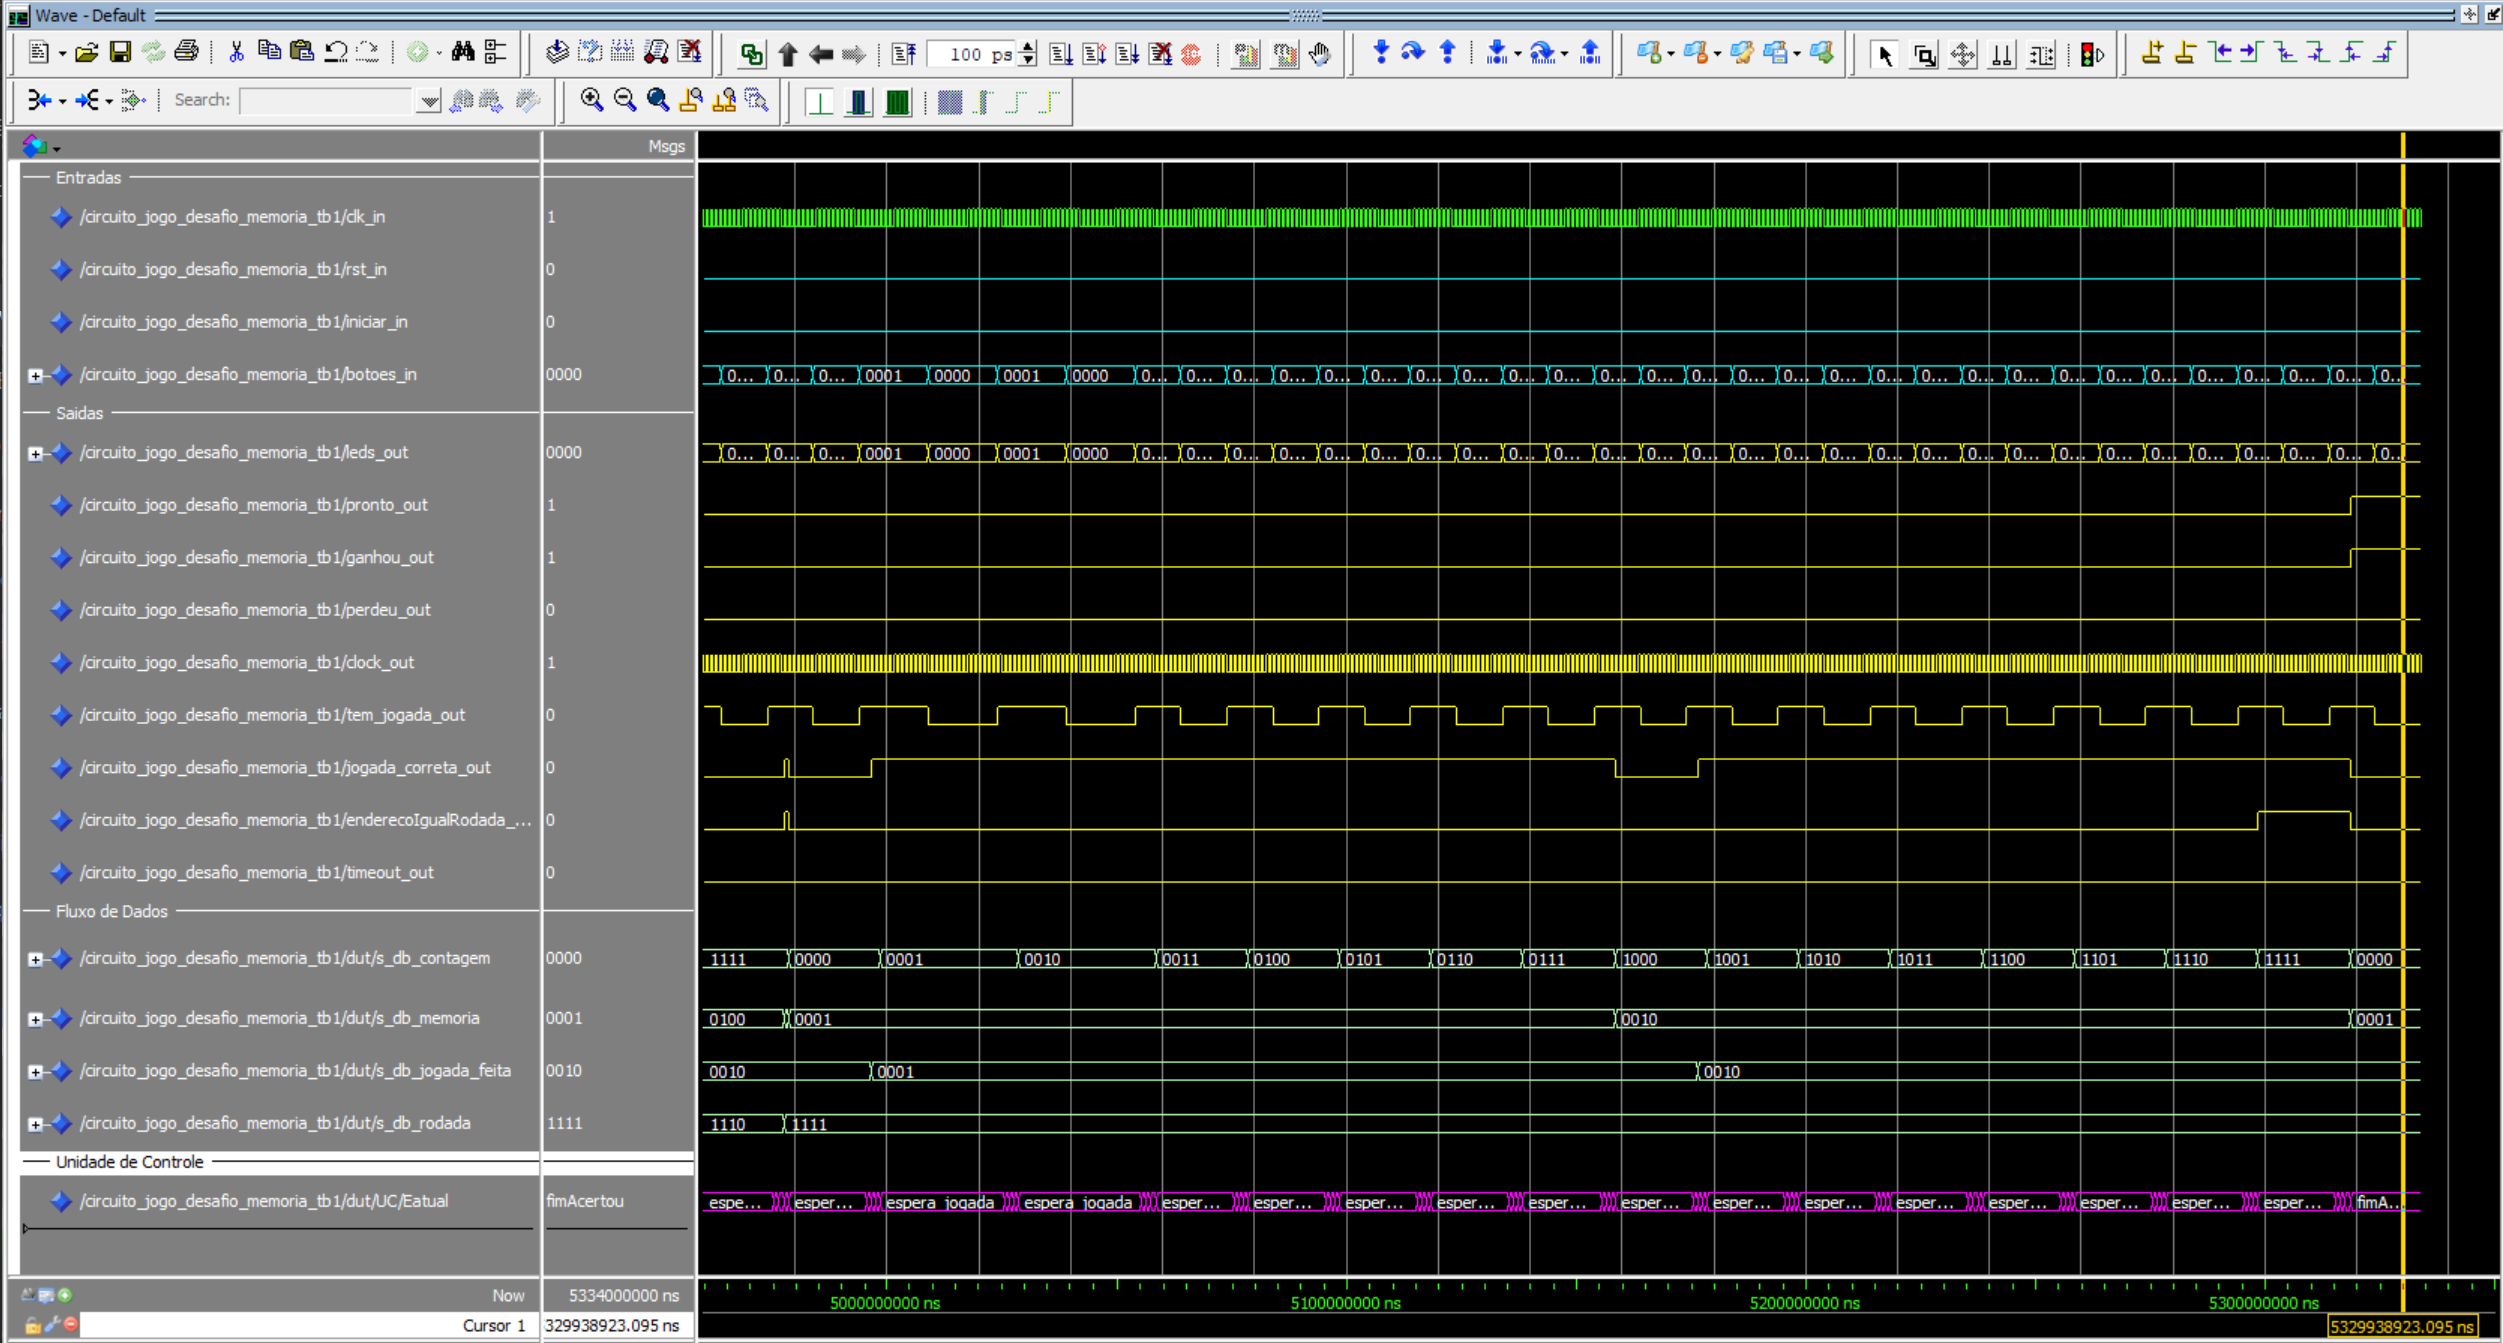 Wave - Default
100 ps
Search:
Msgs
Entradas
/circuito_jogo_desafio_memoria_tb1/clk_in 1
/circuito_jogo_desafio_memoria_tb1/rst_in 0
/circuito_jogo_desafio_memoria_tb1/iniciar_in 0
/circuito_jogo_desafio_memoria_tb1/botoes_in 0000 0... 0... 0... 0001 0000 0001 0000 0... 0... 0... 0... 0... 0... 0... 0... 0... 0... 0... 0... 0... 0... 0... 0... 0... 0... 0... 0... 0... 0... 0... 0... 0... 0...
Saidas
/circuito_jogo_desafio_memoria_tb1/leds_out 0000 0... 0... 0... 0001 0000 0001 0000 0... 0... 0... 0... 0... 0... 0... 0... 0... 0... 0... 0... 0... 0... 0... 0... 0... 0... 0... 0... 0... 0... 0... 0... 0... 0...
/circuito_jogo_desafio_memoria_tb1/pronto_out 1
/circuito_jogo_desafio_memoria_tb1/ganhou_out 1
/circuito_jogo_desafio_memoria_tb1/perdeu_out 0
/circuito_jogo_desafio_memoria_tb1/clock_out 1
/circuito_jogo_desafio_memoria_tb1/tem_jogada_out 0
/circuito_jogo_desafio_memoria_tb1/jogada_correta_out 0
/circuito_jogo_desafio_memoria_tb1/enderecoIgualRodada_... 0
/circuito_jogo_desafio_memoria_tb1/timeout_out 0
Fluxo de Dados
/circuito_jogo_desafio_memoria_tb1/dut/s_db_contagem 0000 1111 0000 0001 0010 0011 0100 0101 0110 0111 1000 1001 1010 1011 1100 1101 1110 1111 0000
/circuito_jogo_desafio_memoria_tb1/dut/s_db_memoria 0001 0100 0001 0010 0001
/circuito_jogo_desafio_memoria_tb1/dut/s_db_jogada_feita 0010 0010 0001 0010
/circuito_jogo_desafio_memoria_tb1/dut/s_db_rodada 1111 1110 1111
Unidade de Controle
/circuito_jogo_desafio_memoria_tb1/dut/UC/Eatual fimAcertou espe... esper... espera_jogada espera_jogada esper... esper... esper... esper... esper... esper... esper... esper... esper... esper... esper... esper... esper... fimA...
Now 5334000000 ns 5000000000 ns 5100000000 ns 5200000000 ns 5300000000 ns
Cursor 1 329938923.095 ns 5329938923.095 ns